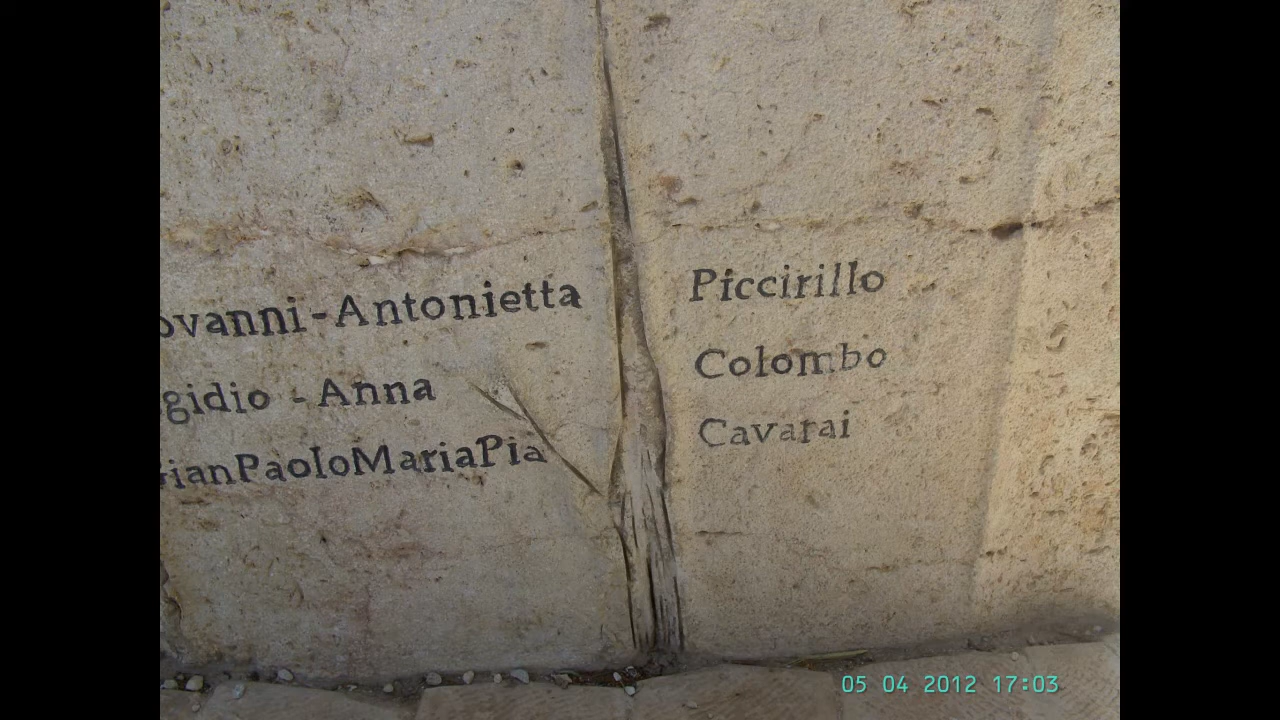 ovanni-Antonietta Piccirillo
gidio - Anna Colombo
ianPaoloMariaPia Cavarai
05 04 2012 17:03